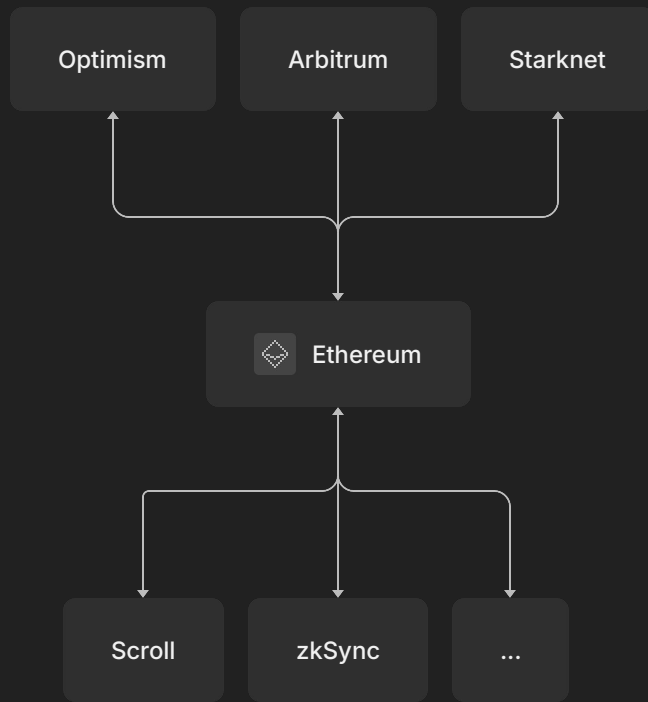 Optimism
Arbitrum
Starknet
Ethereum
Scroll
zkSync
...